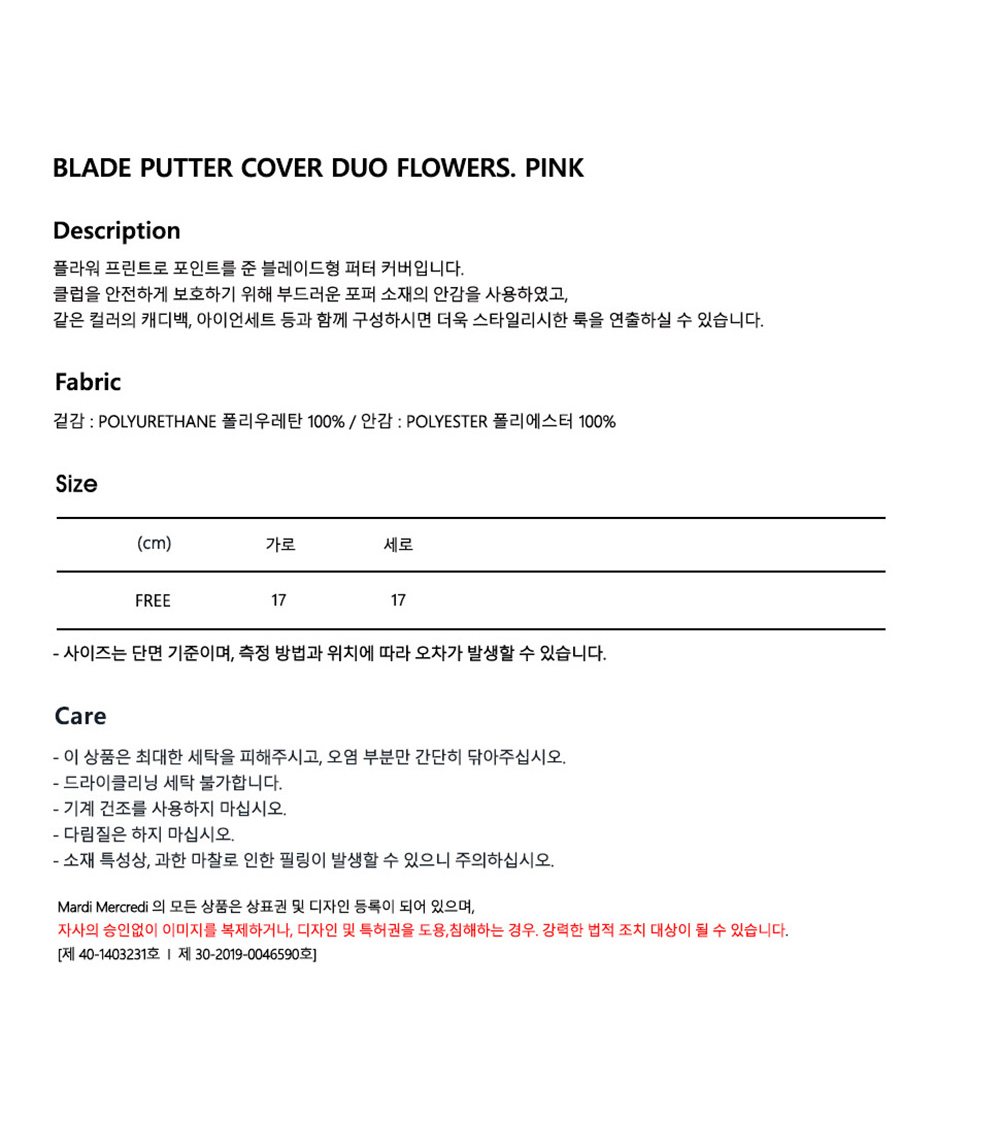 BLADE PUTTER COVER DUO FLOWERS. PINK
Description
플라워 프린트로 포인트를 준 블레이드형 퍼터 커버입니다.
클럽을 안전하게 보호하기 위해 부드러운 포퍼 소재의 안감을 사용하였고,
같은 컬러의 캐디백, 아이언세트 등과 함께 구성하시면 더욱 스타일리시한 룩을 연출하실 수 있습니다.
Fabric
겉감 : POLYURETHANE 폴리우레탄 100% / 안감 : POLYESTER 폴리에스터 100%
Size
(cm) 가로 세로
FREE 17 17
- 사이즈는 단면 기준이며, 측정 방법과 위치에 따라 오차가 발생할 수 있습니다.
Care
- 이 상품은 최대한 세탁을 피해주시고, 오염 부분만 간단히 닦아주십시오.
- 드라이클리닝 세탁 불가합니다.
- 기계 건조를 사용하지 마십시오.
- 다림질은 하지 마십시오.
- 소재 특성상, 과한 마찰로 인한 필링이 발생할 수 있으니 주의하십시오.
Mardi Mercredi 의 모든 상품은 상표권 및 디자인 등록이 되어 있으며,
자사의 승인없이 이미지를 복제하거나, 디자인 및 특허권을 도용,침해하는 경우. 강력한 법적 조치 대상이 될 수 있습니다.
[제 40-1403231호 ㅣ 제 30-2019-0046590호]